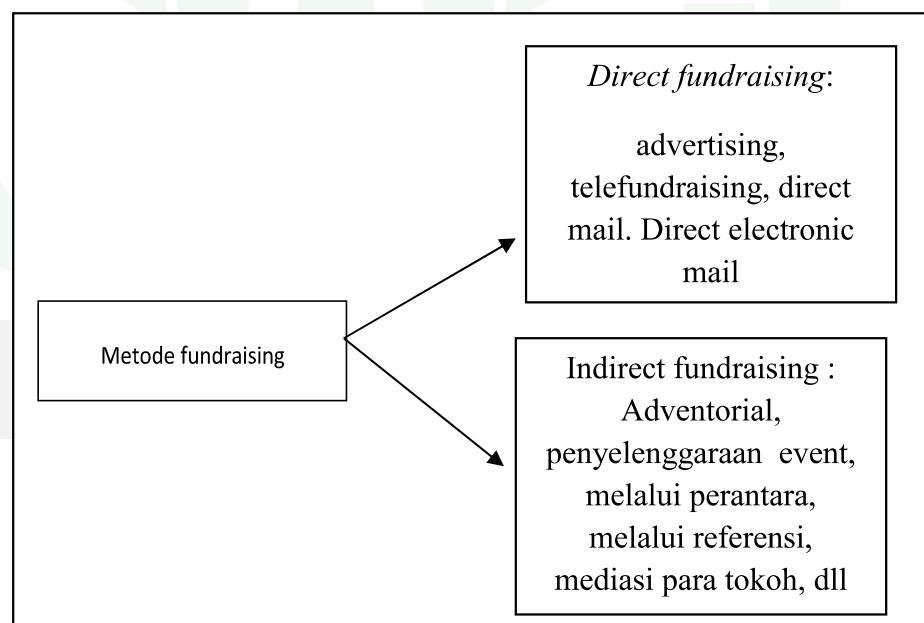 Metode fundraising
Direct fundraising:
advertising,
telefundraising, direct
mail. Direct electronic
mail
Indirect fundraising :
Adventorial,
penyelenggaraan event,
melalui perantara,
melalui referensi,
mediasi para tokoh, dll